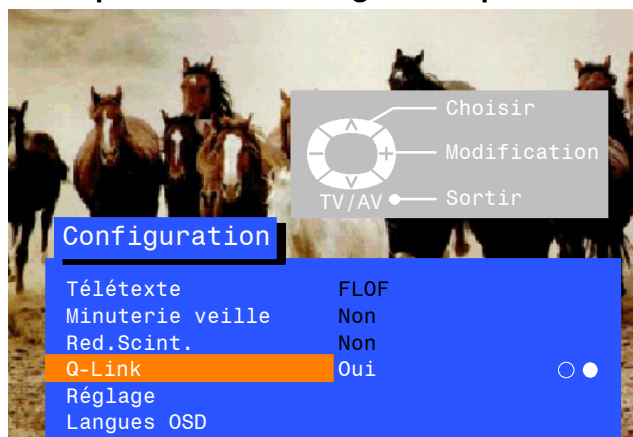 Choisir
Modification
TV/AV Sortir
Configuration
Télétexte FLOF
Minuterie veille Non
Red.Scint. Non
Q-Link Oui
Réglage
Langues OSD